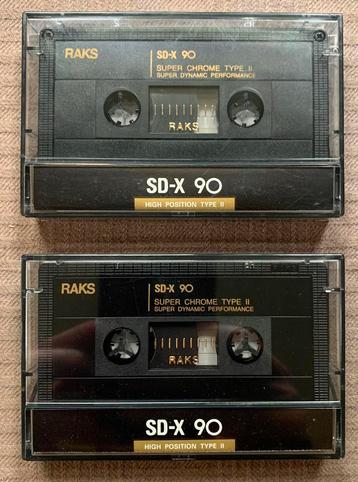 RAKS SD-X 90
SUPER CHROME TYPE II
SUPER DYNAMIC PERFORMANCE
RAKS
SD-X 90
HIGH POSITION TYPE II
RAKS SD-X 90
SUPER CHROME TYPE II
SUPER DYNAMIC PERFORMANCE
RAKS
SD-X 90
HIGH POSITION TYPE II